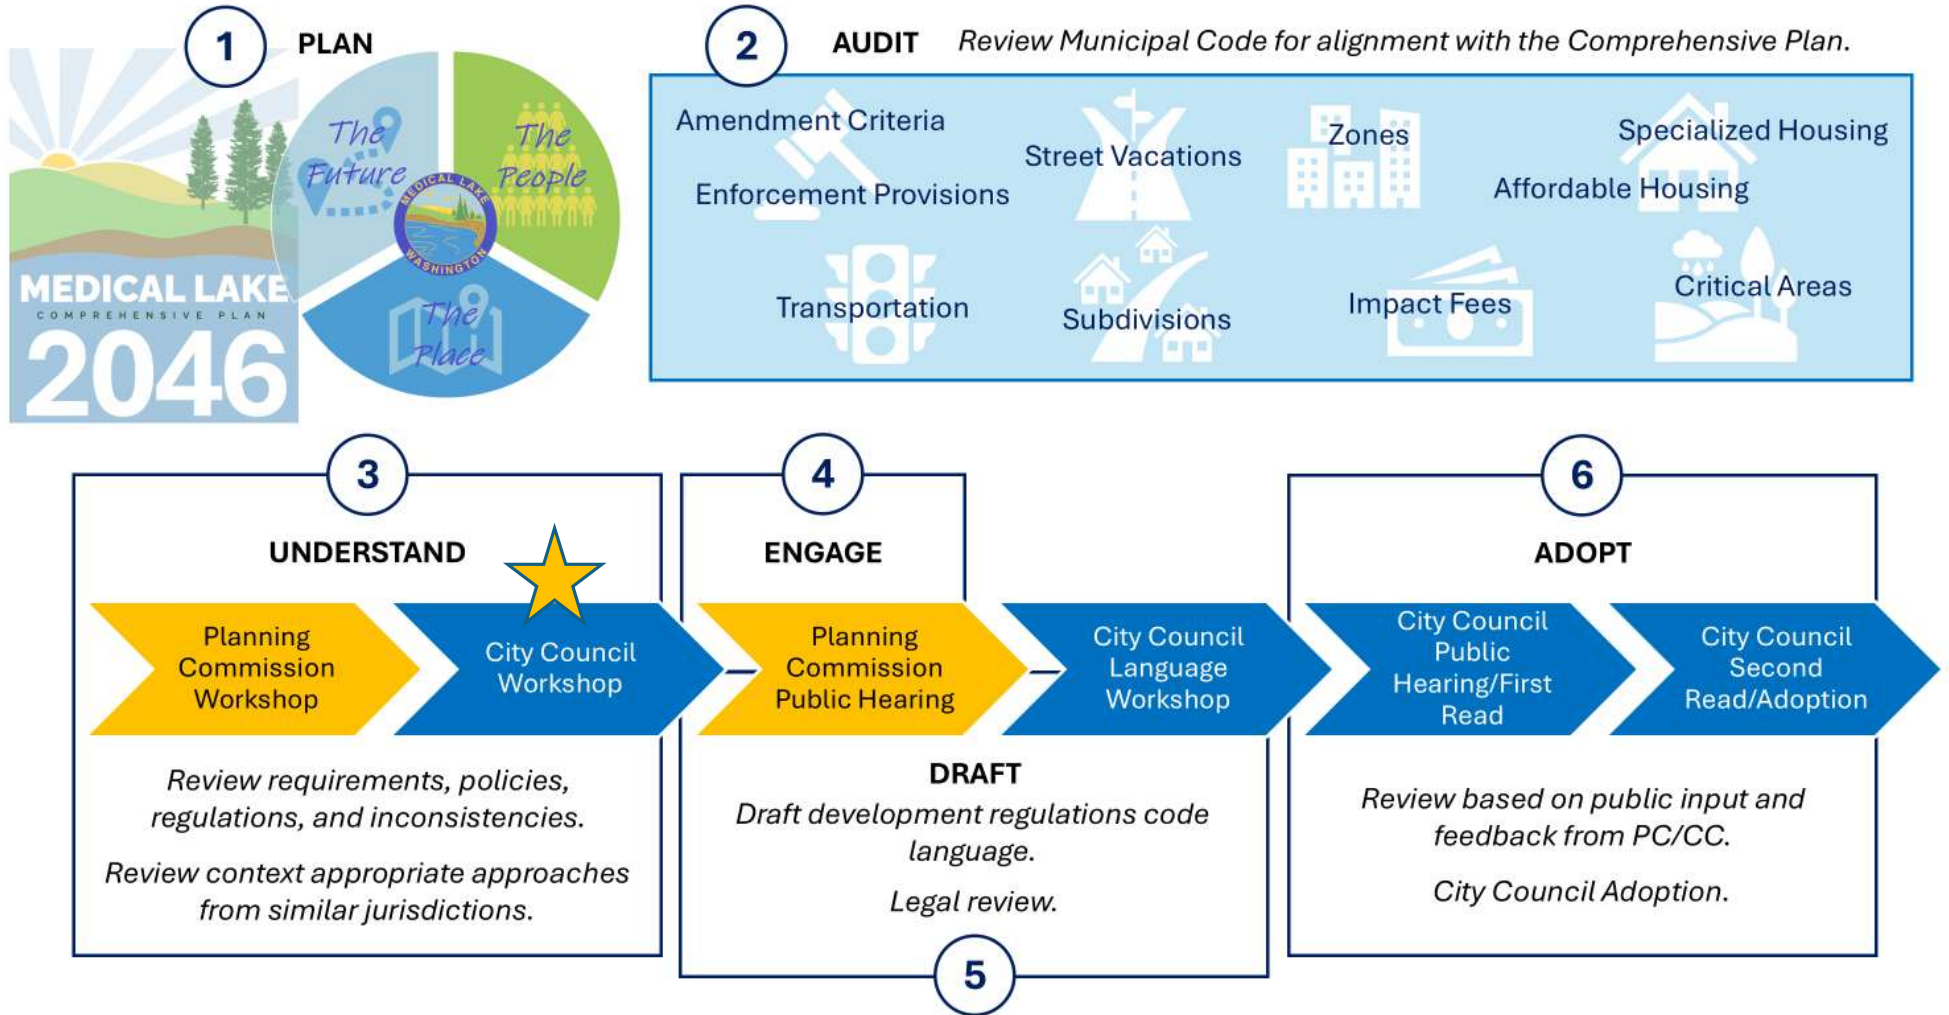 1
PLAN
The
Future
The
People
The
Place
MEDICAL LAKE
WASHINGTON
MEDICAL LAKE
COMPREHENSIVE PLAN
2046
2
AUDIT
Review Municipal Code for alignment with the Comprehensive Plan.
Amendment Criteria
Enforcement Provisions
Street Vacations
Zones
Specialized Housing
Affordable Housing
Transportation
Subdivisions
Impact Fees
Critical Areas
3
UNDERSTAND
Planning
Commission
Workshop
City Council
Workshop
Review requirements, policies,
regulations, and inconsistencies.
Review context appropriate approaches
from similar jurisdictions.
4
ENGAGE
Planning
Commission
Public Hearing
City Council
Language
Workshop
DRAFT
Draft development regulations code
language.
Legal review.
5
6
ADOPT
City Council
Public
Hearing/First
Read
City Council
Second
Read/Adoption
Review based on public input and
feedback from PC/CC.
City Council Adoption.